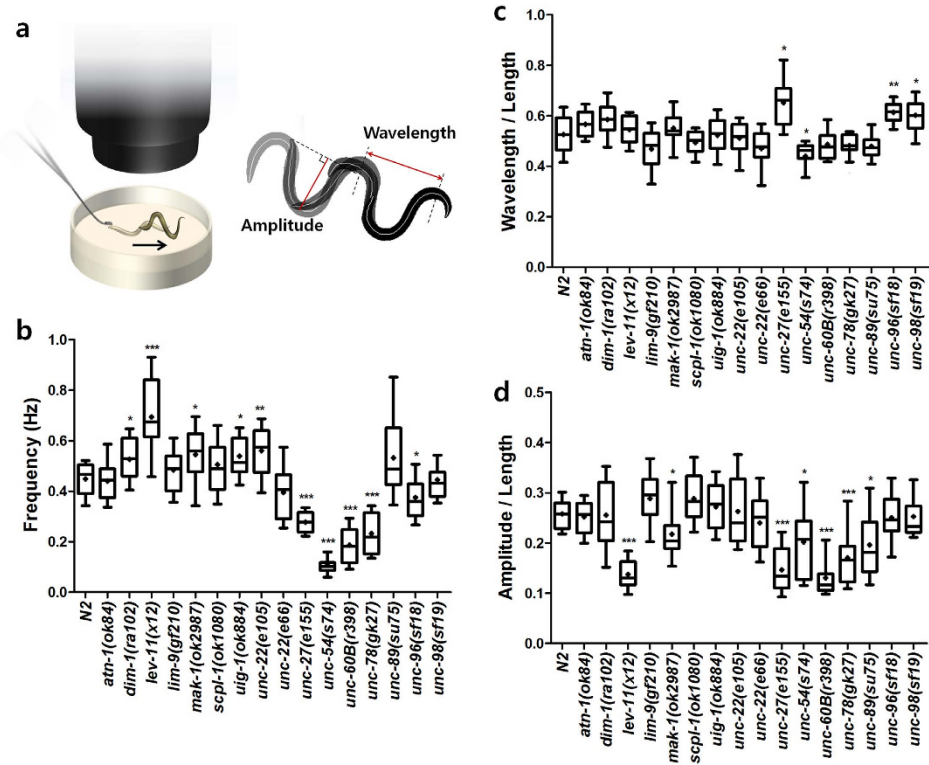 a
Wavelength
Amplitude
b
Frequency (Hz)
1.0
0.8
0.6
0.4
0.2
0.0
*
***
*
*
**
***
***
***
***
*
N2
atn-1(ok84)
dim-1(ra102)
lev-11(x12)
lim-9(gf210)
mak-1(ok2987)
scpl-1(ok1080)
uig-1(ok884)
unc-22(e105)
unc-22(e66)
unc-27(e155)
unc-54(s74)
unc-60B(r398)
unc-78(gk27)
unc-89(su75)
unc-96(sf18)
unc-98(sf19)
c
Wavelength / Length
1.0
0.8
0.6
0.4
0.2
0.0
*
*
**
*
N2
atn-1(ok84)
dim-1(ra102)
lev-11(x12)
lim-9(gf210)
mak-1(ok2987)
scpl-1(ok1080)
uig-1(ok884)
unc-22(e105)
unc-22(e66)
unc-27(e155)
unc-54(s74)
unc-60B(r398)
unc-78(gk27)
unc-89(su75)
unc-96(sf18)
unc-98(sf19)
d
Amplitude / Length
0.5
0.4
0.3
0.2
0.1
0.0
***
*
***
*
***
***
*
N2
atn-1(ok84)
dim-1(ra102)
lev-11(x12)
lim-9(gf210)
mak-1(ok2987)
scpl-1(ok1080)
uig-1(ok884)
unc-22(e105)
unc-22(e66)
unc-27(e155)
unc-54(s74)
unc-60B(r398)
unc-78(gk27)
unc-89(su75)
unc-96(sf18)
unc-98(sf19)